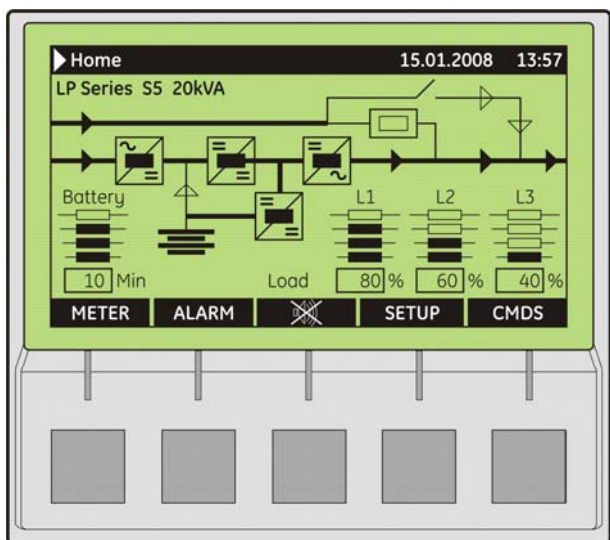 Home 15.01.2008 13:57
LP Series S5 20kVA
Battery L1 L2 L3
10 Min Load 80 % 60 % 40 %
METER ALARM SETUP CMDS